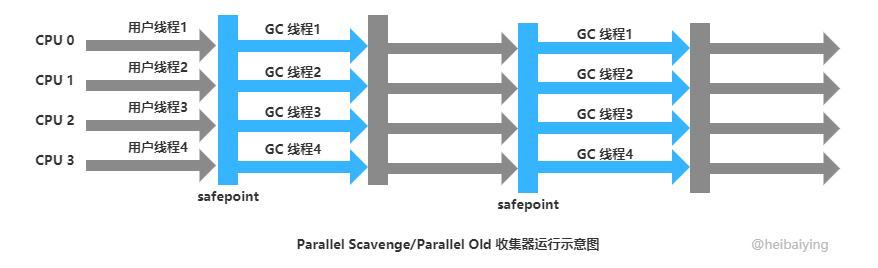 CPU 0
用户线程1
GC 线程1
GC 线程1
CPU 1
用户线程2
GC 线程2
GC 线程2
CPU 2
用户线程3
GC 线程3
GC 线程3
CPU 3
用户线程4
GC 线程4
GC 线程4
safepoint
safepoint
Parallel Scavenge/Parallel Old 收集器运行示意图
@heibaiying